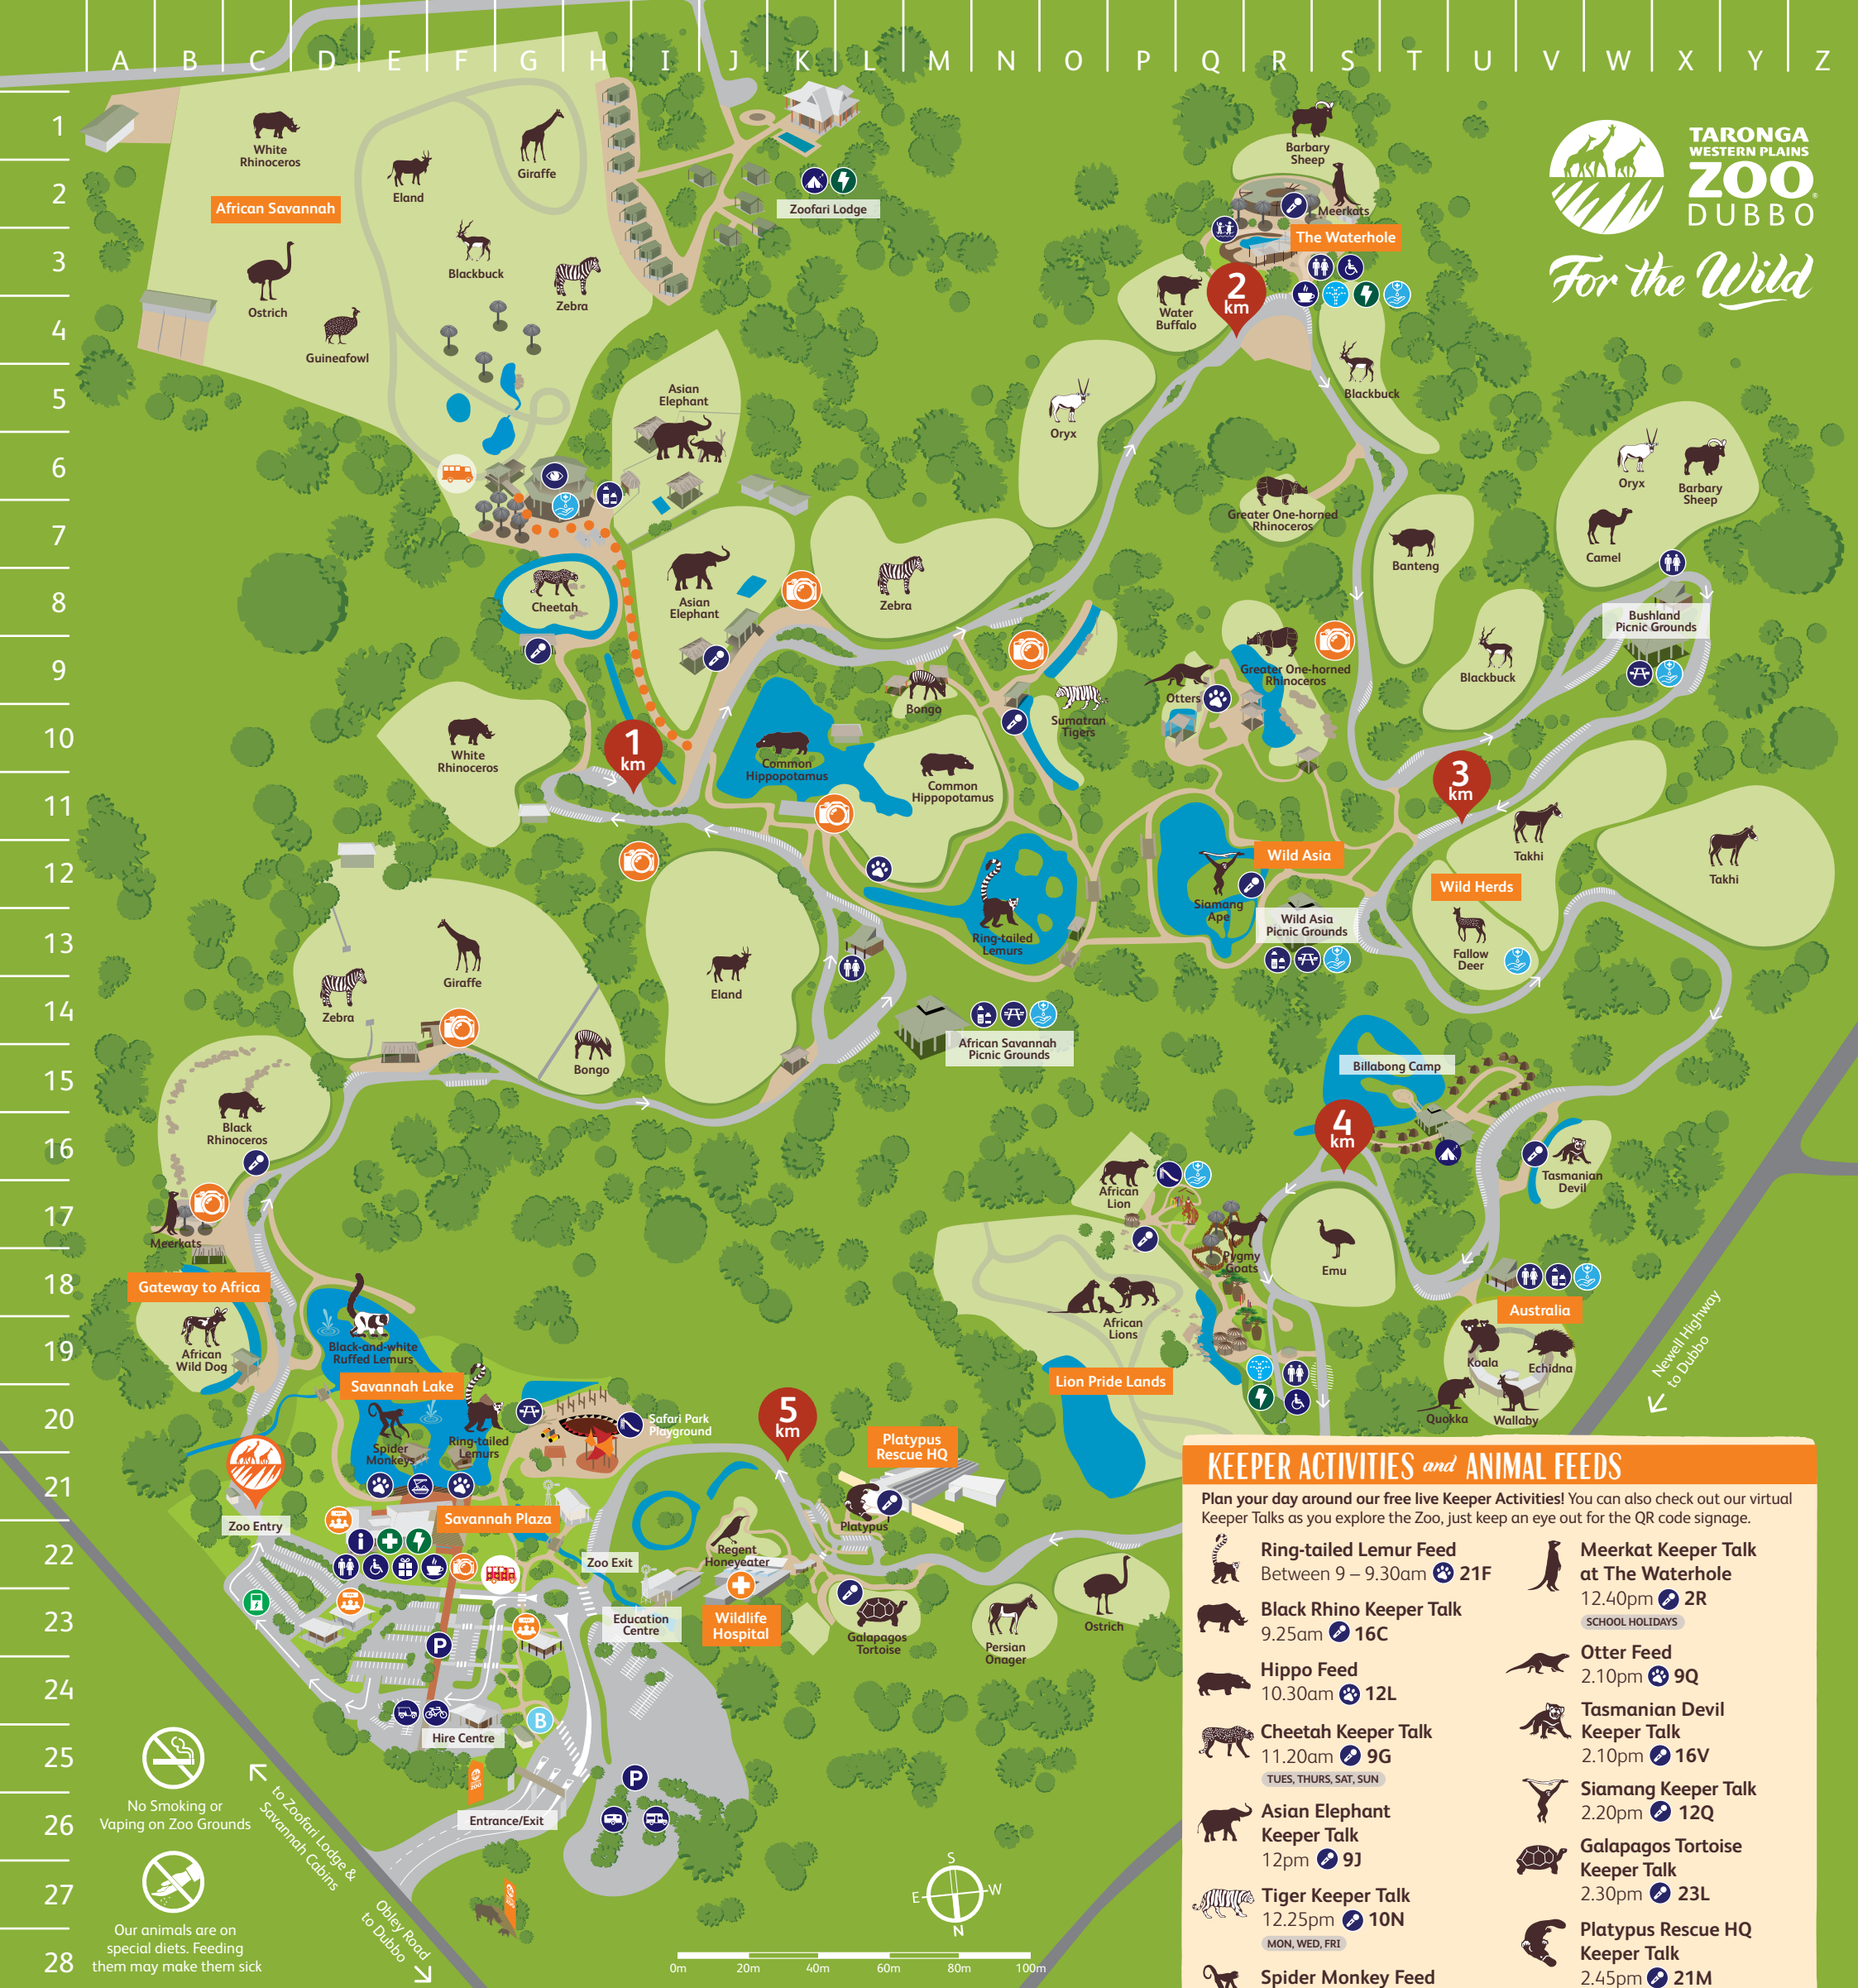 A B C D E F G H I J K L M N O P Q R S T U V W X Y Z
1
2
3
4
5
6
7
8
9
10
11
12
13
14
15
16
17
18
19
20
21
22
23
24
25
26
27
28
TARONGA
WESTERN PLAINS
ZOO
DUBBO
For the Wild
White
Rhinoceros
Eland
Giraffe
African Savannah
Blackbuck
Ostrich
Zebra
Guineafowl
Zoofari Lodge
Barbary
Sheep
Meerkats
The Waterhole
Water
Buffalo
2
km
Blackbuck
Asian
Elephant
Oryx
Oryx
Barbary
Sheep
Camel
Greater One-horned
Rhinoceros
Banteng
Cheetah
Asian
Elephant
Zebra
Bushland
Picnic Grounds
Blackbuck
Greater One-horned
Rhinoceros
Otters
Bongo
Sumatran
Tigers
White
Rhinoceros
1
km
Common
Hippopotamus
Common
Hippopotamus
3
km
Takhi
Takhi
Wild Asia
Wild Herds
Siamang
Ape
Wild Asia
Picnic Grounds
Ring-tailed
Lemurs
Fallow
Deer
Giraffe
Zebra
Eland
Bongo
African Savannah
Picnic Grounds
Billabong Camp
4
km
Black
Rhinoceros
Tasmanian
Devil
African
Lion
Meerkats
Pygmy
Goats
Emu
Gateway to Africa
African
Wild Dog
Black-and-white
Ruffed Lemurs
African
Lions
Australia
Koala
Echidna
Quokka
Wallaby
Newell Highway
to Dubbo
Lion Pride Lands
Savannah Lake
Spider
Monkeys
Ring-tailed
Lemurs
Safari Park
Playground
5
km
Platypus
Rescue HQ
Platypus
Zoo Entry
Savannah Plaza
Zoo Exit
Regent
Honeyeater
Education
Centre
Wildlife
Hospital
Galapagos
Tortoise
Persian
Onager
Ostrich
P
Hire Centre
B
P
Entrance/Exit
No Smoking or
Vaping on Zoo Grounds
to Zoofari Lodge &
Savannah Cabins
Our animals are on
special diets. Feeding
them may make them sick
Obley Road
to Dubbo
S
E W
N
0m 20m 40m 60m 80m 100m
KEEPER ACTIVITIES and ANIMAL FEEDS
Plan your day around our free live Keeper Activities! You can also check out our virtual
Keeper Talks as you explore the Zoo, just keep an eye out for the QR code signage.
Ring-tailed Lemur Feed
Between 9 – 9.30am 21F
Black Rhino Keeper Talk
9.25am 16C
Hippo Feed
10.30am 12L
Cheetah Keeper Talk
11.20am 9G
TUES, THURS, SAT, SUN
Asian Elephant
Keeper Talk
12pm 9J
Tiger Keeper Talk
12.25pm 10N
MON, WED, FRI
Spider Monkey Feed
Meerkat Keeper Talk
at The Waterhole
12.40pm 2R
SCHOOL HOLIDAYS
Otter Feed
2.10pm 9Q
Tasmanian Devil
Keeper Talk
2.10pm 16V
Siamang Keeper Talk
2.20pm 12Q
Galapagos Tortoise
Keeper Talk
2.30pm 23L
Platypus Rescue HQ
Keeper Talk
2.45pm 21M